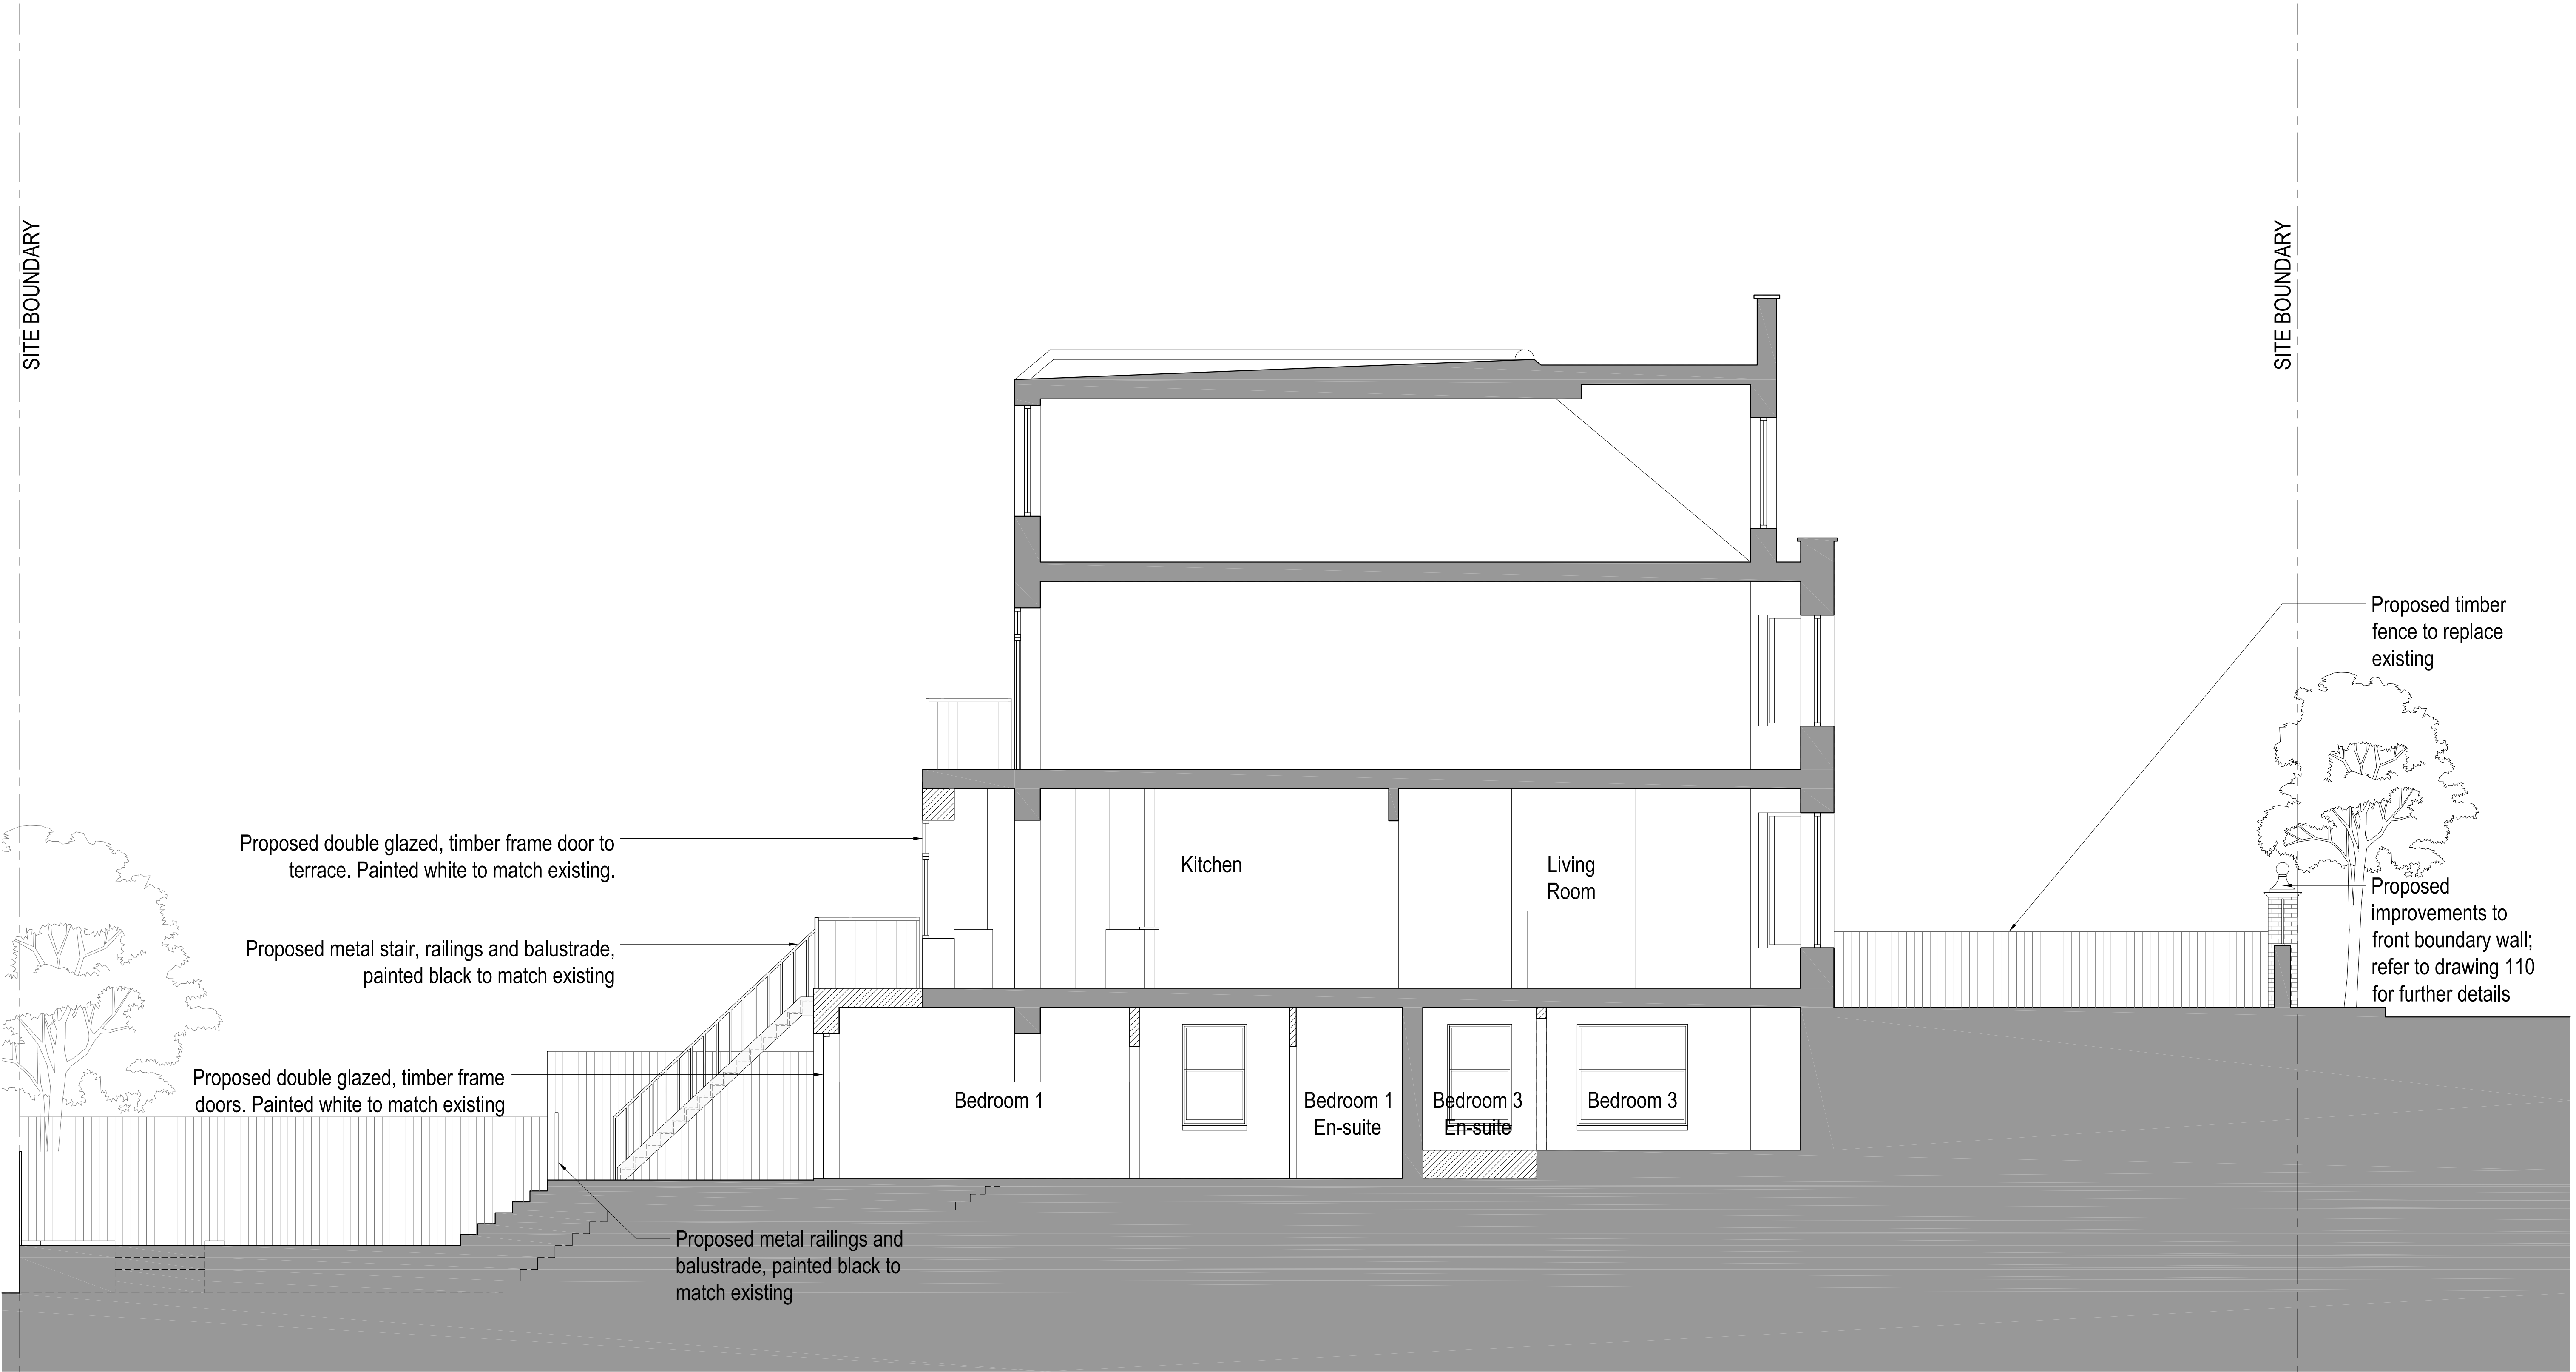 SITE BOUNDARY
SITE BOUNDARY
Proposed timber
fence to replace
existing
Proposed double glazed, timber frame door to
terrace. Painted white to match existing.
Kitchen
Living
Room
Proposed
improvements to
front boundary wall;
refer to drawing 110
for further details
Proposed metal stair, railings and balustrade,
painted black to match existing
Proposed double glazed, timber frame
doors. Painted white to match existing
Bedroom 1
Bedroom 1
En-suite
Bedroom 3
En-suite
Bedroom 3
Proposed metal railings and
balustrade, painted black to
match existing